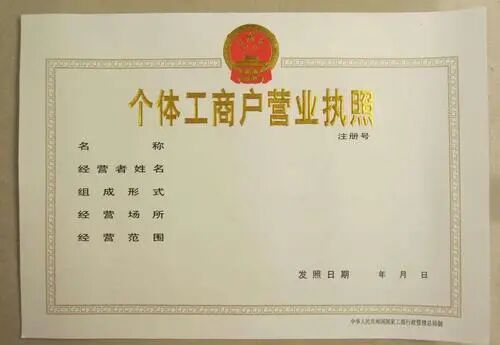 个体工商户营业执照
注册号
名称
经营者姓名
组成形式
经营场所
经营范围
发照日期 年 月 日
中华人民共和国国家工商行政管理总局制